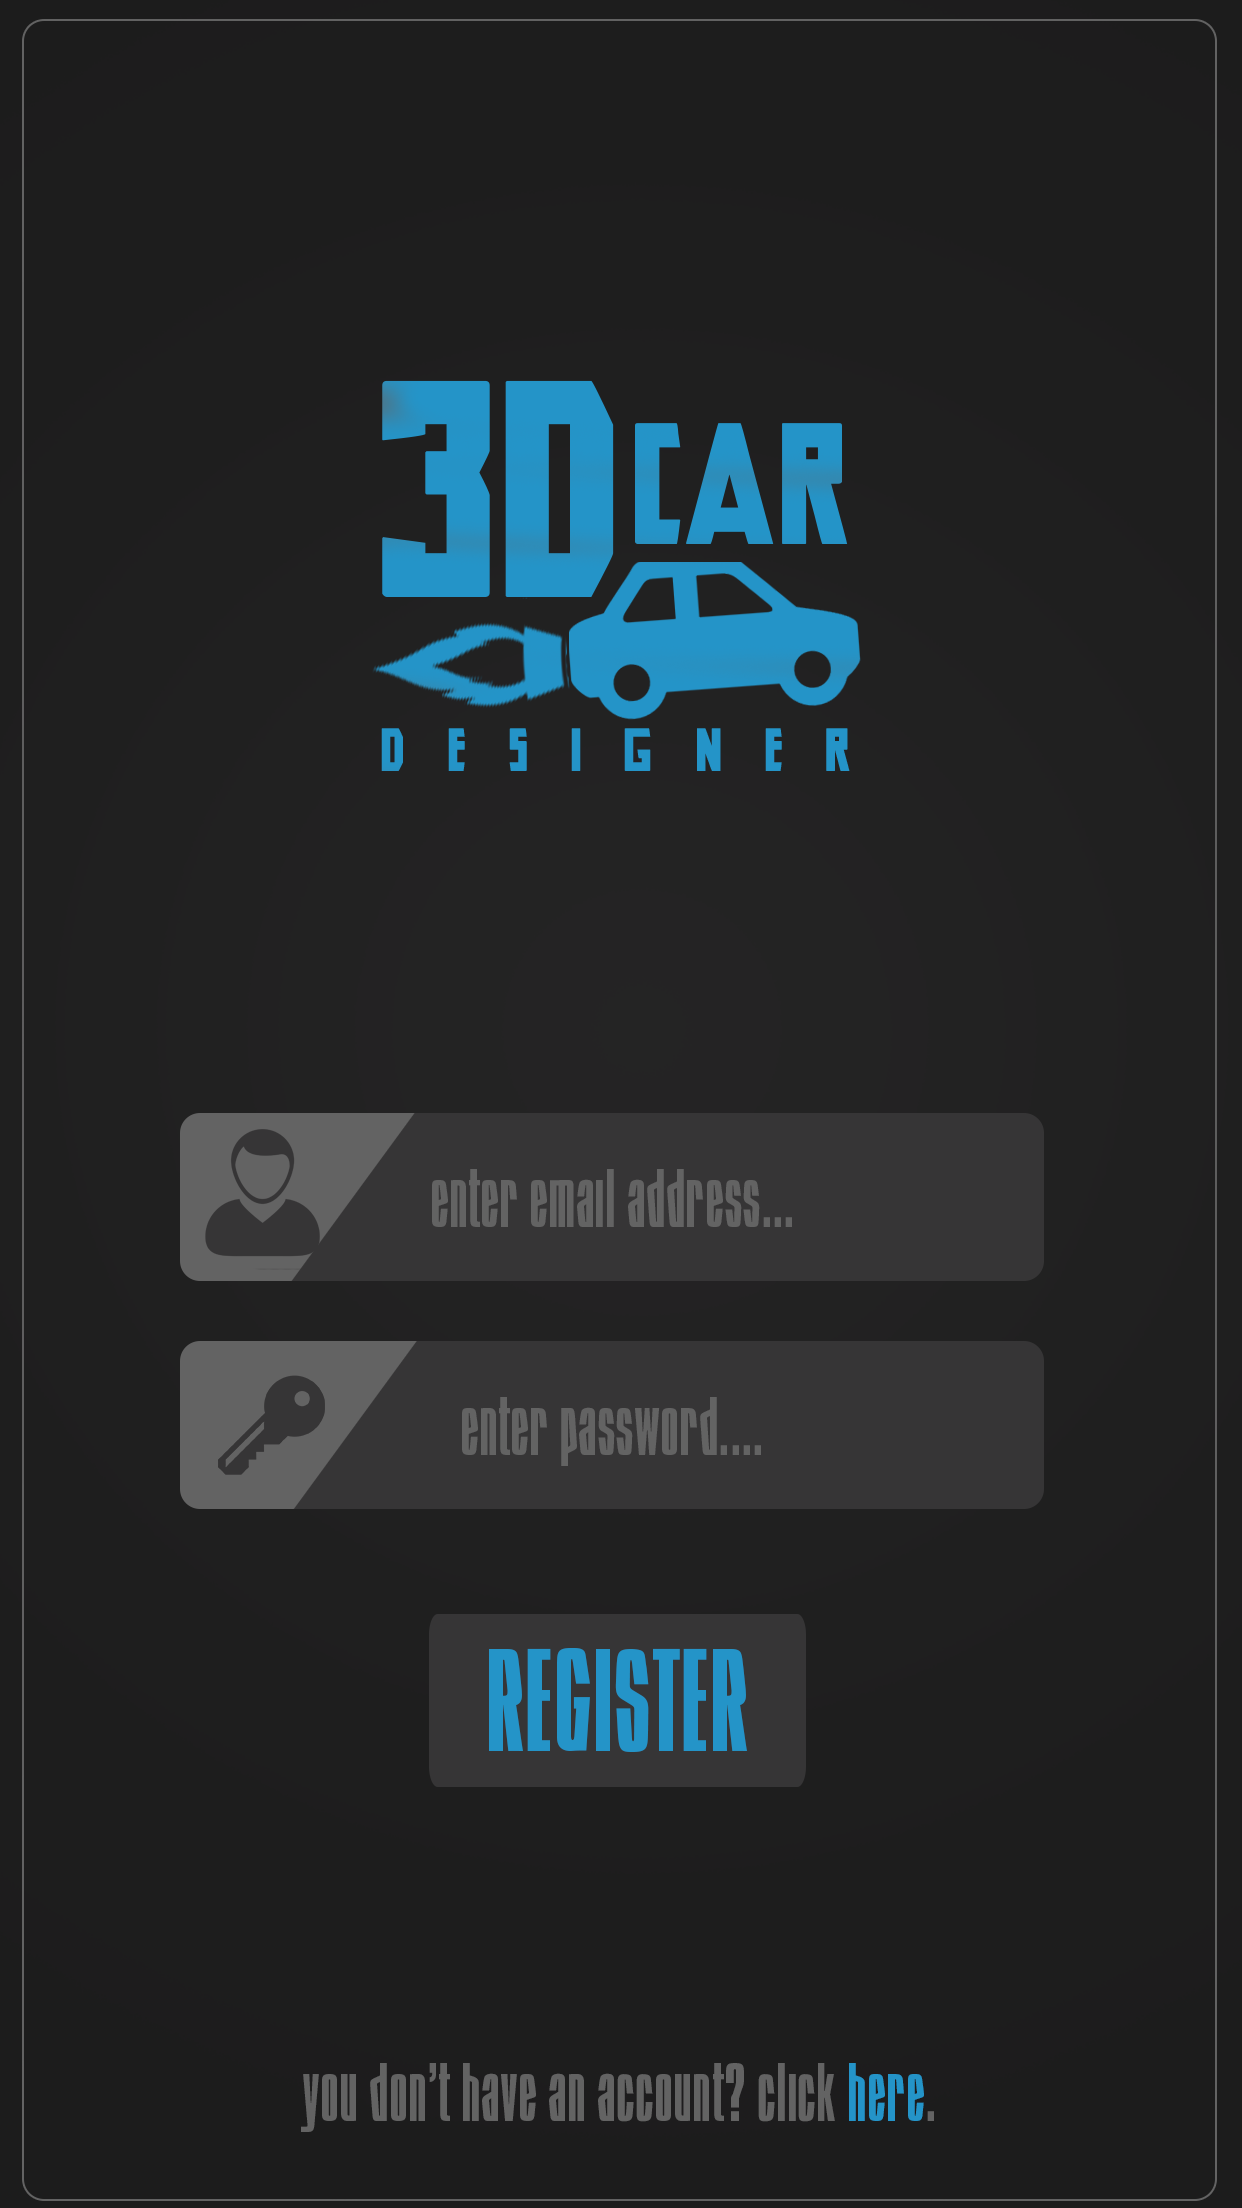 3D CAR
DESIGNER
enter email address...
enter password....
REGISTER
you don't have an account? click here.